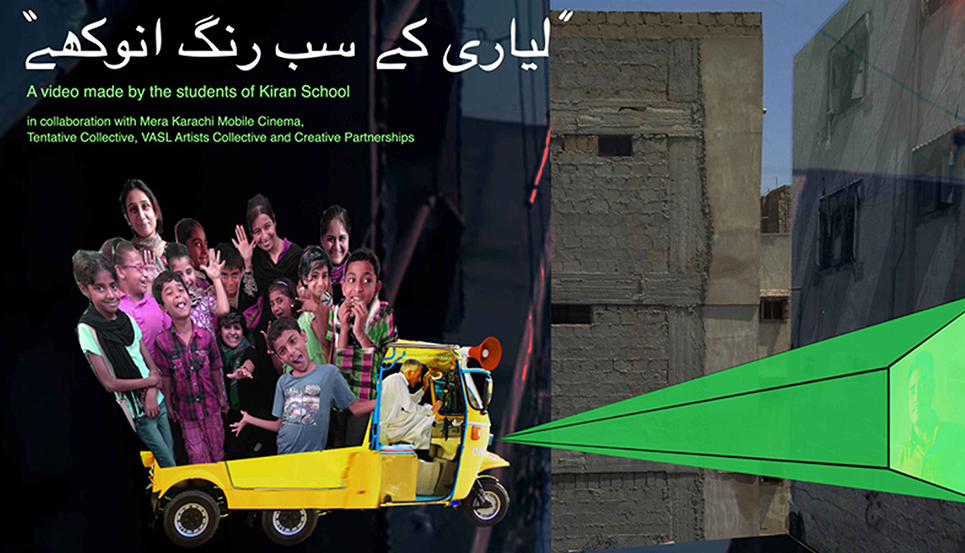 "لیاری کے سب رنگ انوکھے"
A video made by the students of Kiran School
in collaboration with Mera Karachi Mobile Cinema,
Tentative Collective, VASL Artists Collective and Creative Partnerships